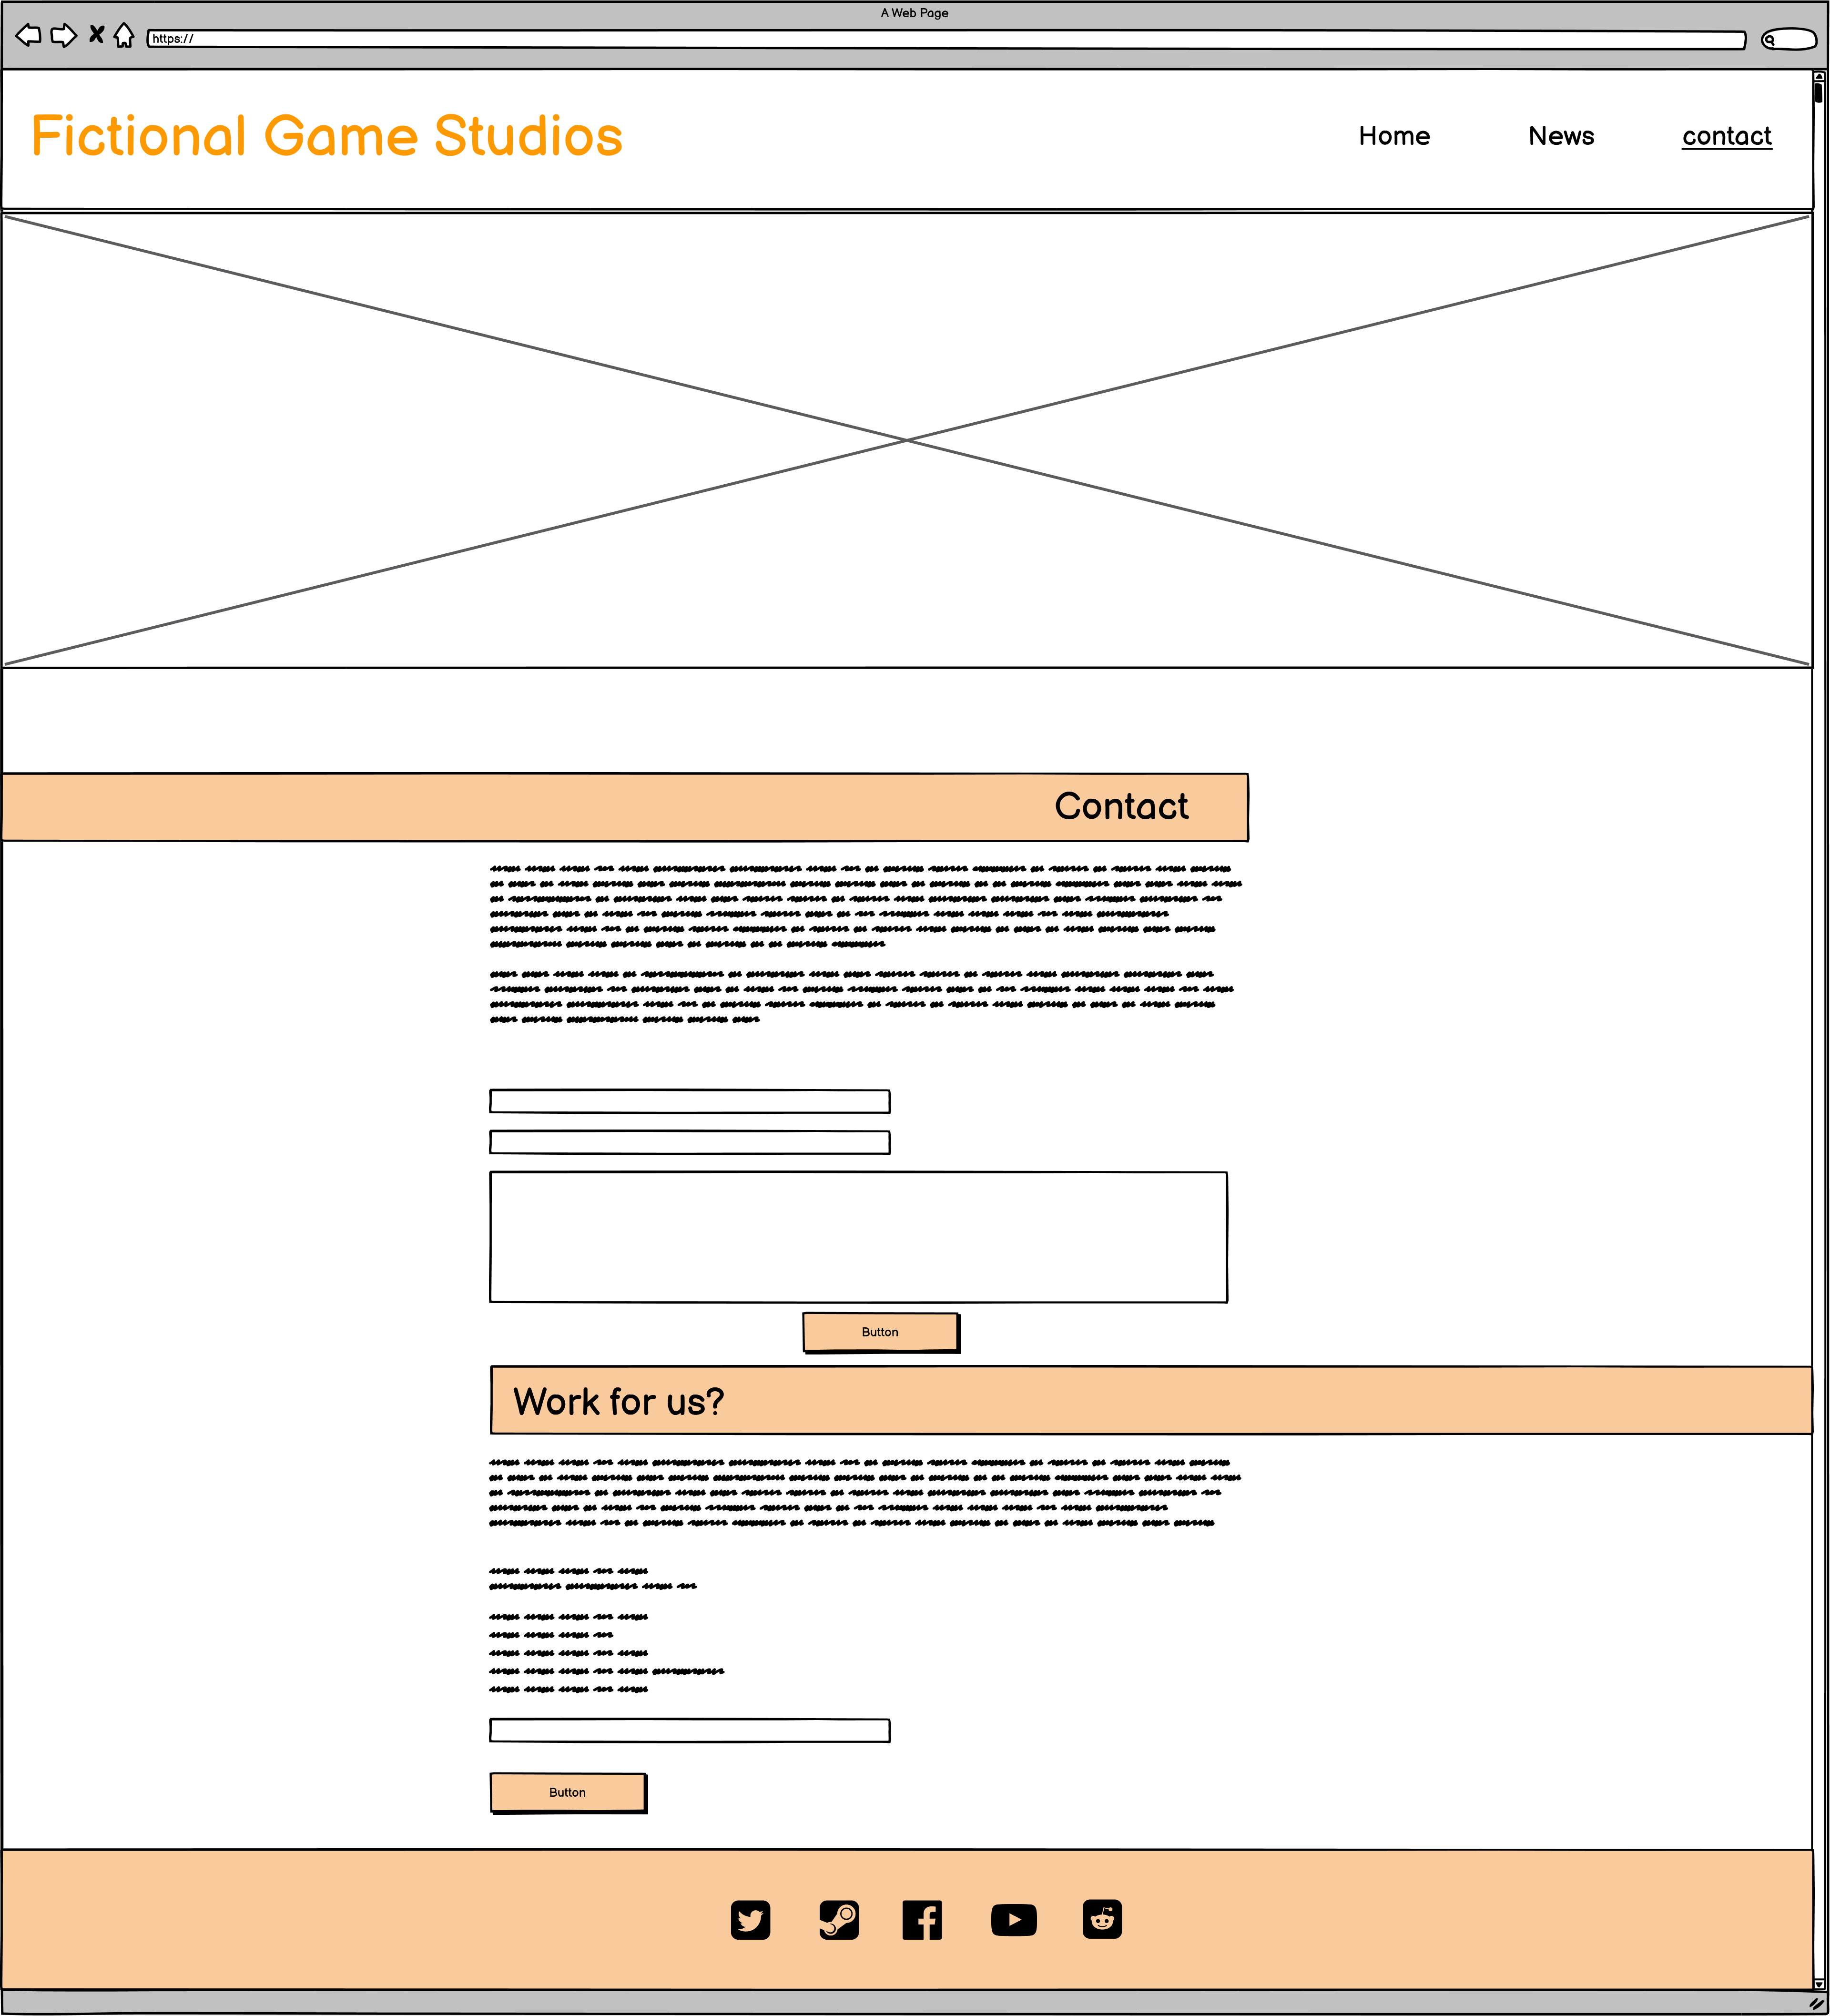 A Web Page
https://
Fictional Game Studios
Home
News
contact
Contact
Button
Work for us?
Button